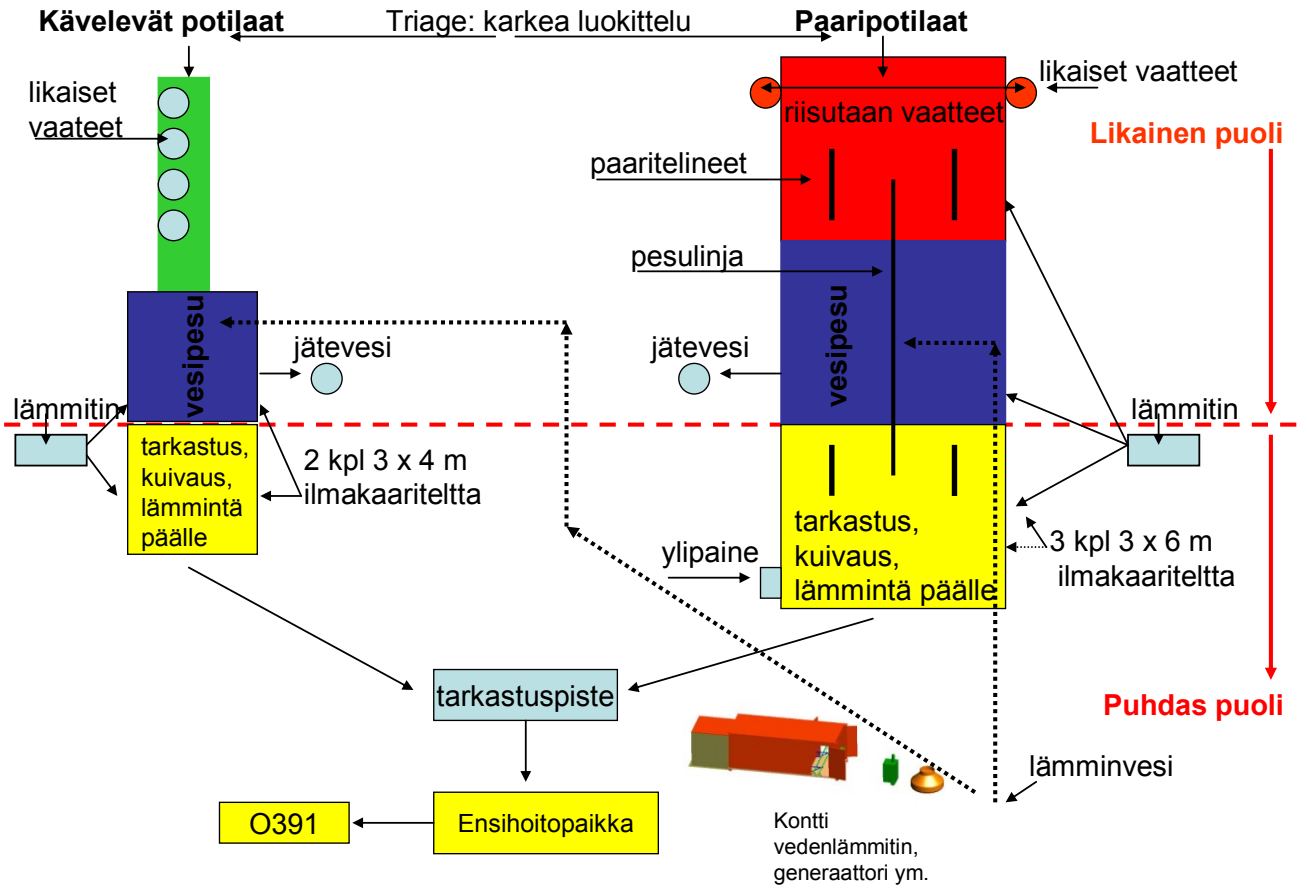 Kävelevät potilaat
Triage: karkea luokittelu
Paaripotilaat
likaiset
vaateet
likaiset vaatteet
riisutaan vaatteet
Likainen puoli
paaritelineet
pesulinja
vesipesu
jätevesi
jätevesi
vesipesu
lämmitin
lämmitin
tarkastus,
kuivaus,
lämmintä
päälle
2 kpl 3 x 4 m
ilmakaariteltta
tarkastus,
kuivaus,
lämmintä päälle
ylipaine
3 kpl 3 x 6 m
ilmakaariteltta
tarkastuspiste
Puhdas puoli
lämminvesi
O391
Ensihoitopaikka
Kontti
vedenlämmitin,
generaattori ym.